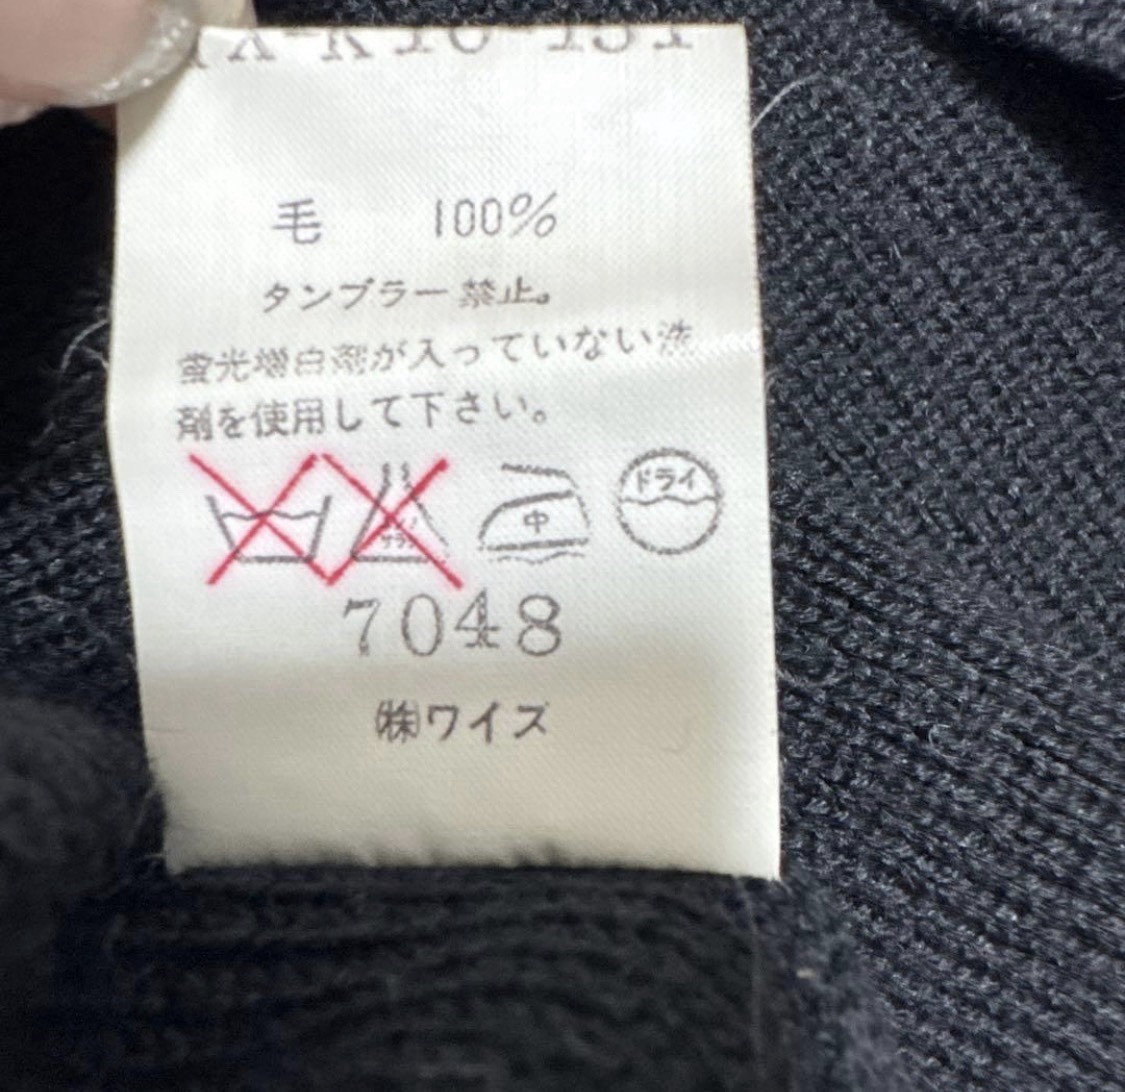 毛 100%
タンブラー禁止。
蛍光増白剤が入っていない洗
剤を使用して下さい。
中
ドライ
7048
㈱ワイズ